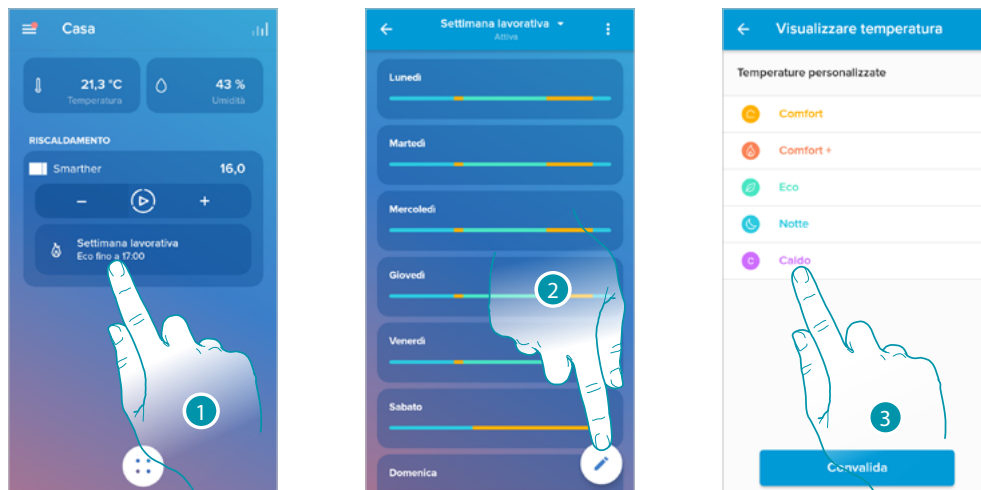 Casa
21,3 °C
Temperatura
43 %
Umidità
RISCALDAMENTO
Smarther
16,0
−
+
Settimana lavorativa
Eco fino a 17:00
1
Settimana lavorativa
Attiva
Lunedì
Martedì
Mercoledì
Giovedì
Venerdì
Sabato
Domenica
2
Visualizzare temperatura
Temperature personalizzate
Comfort
Comfort +
Eco
Notte
C
Caldo
3
Convalida